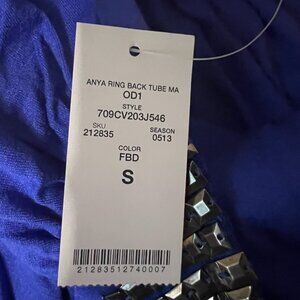 ANYA RING BACK TUBE MA
OD1
STYLE
709CV203J546
SKU SEASON
212835 0513
COLOR
FBD
S
21283512740007